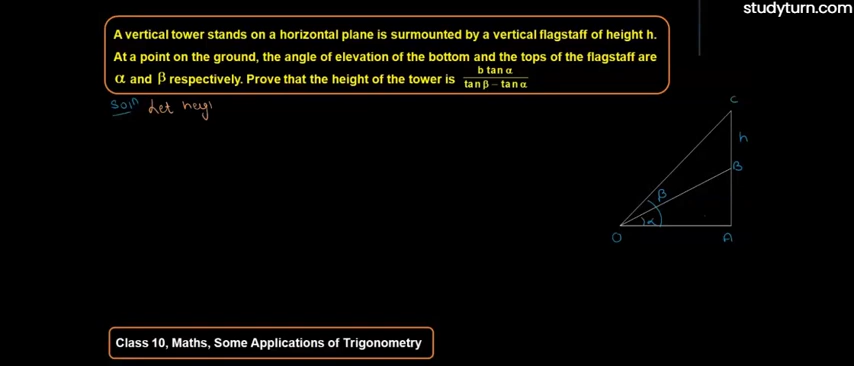 studyturn.com
A vertical tower stands on a horizontal plane is surmounted by a vertical flagstaff of height h.
At a point on the ground, the angle of elevation of the bottom and the tops of the flagstaff are
α and β respectively. Prove that the height of the tower is b tan α / tan β − tan α
Soln Let heig
C
h
B
β
α
O A
Class 10, Maths, Some Applications of Trigonometry